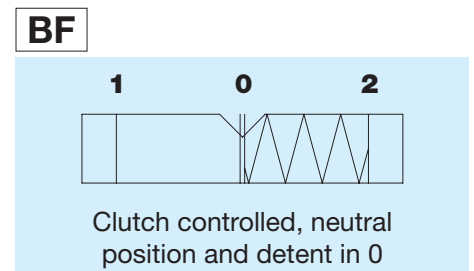 BF
1 0 2
Clutch controlled, neutral
position and detent in 0